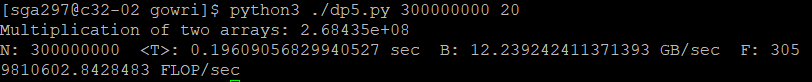 [sga297@c32-02 gowri]$ python3 ./dp5.py 300000000 20
Multiplication of two arrays: 2.68435e+08
N: 300000000  <T>: 0.19609056829940527 sec  B: 12.239242411371393 GB/sec  F: 305
9810602.8428483 FLOP/sec